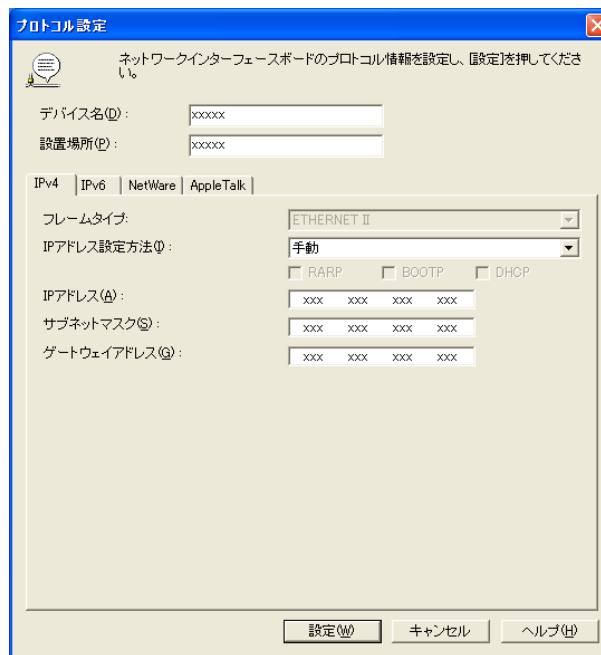 プロトコル設定
ネットワークインターフェースボードのプロトコル情報を設定し、[設定]を押してくださ
い。
デバイス名(D): xxxxx
設置場所(P): xxxxx
IPv4 IPv6 NetWare AppleTalk
フレームタイプ: ETHERNET II
IPアドレス設定方法(I): 手動
RARP BOOTP DHCP
IPアドレス(A): xxx xxx xxx xxx
サブネットマスク(S): xxx xxx xxx xxx
ゲートウェイアドレス(G): xxx xxx xxx xxx
設定(W) キャンセル ヘルプ(H)